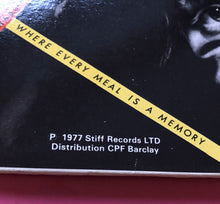 WHERE EVERY MEAL IS A MEMORY
P 1977 Stiff Records LTD
Distribution CPF Barclay